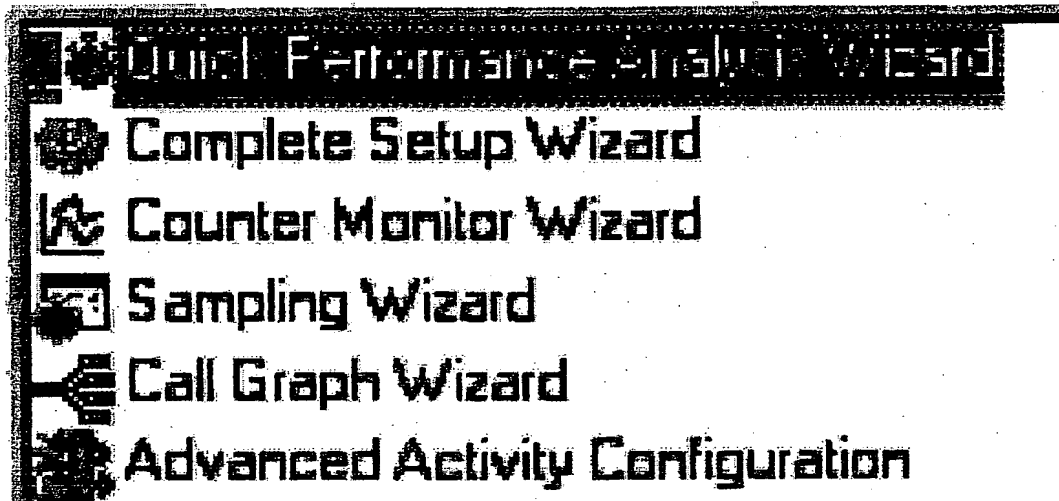 Quick Performance Analysis Wizard
Complete Setup Wizard
Counter Monitor Wizard
Sampling Wizard
Call Graph Wizard
Advanced Activity Configuration